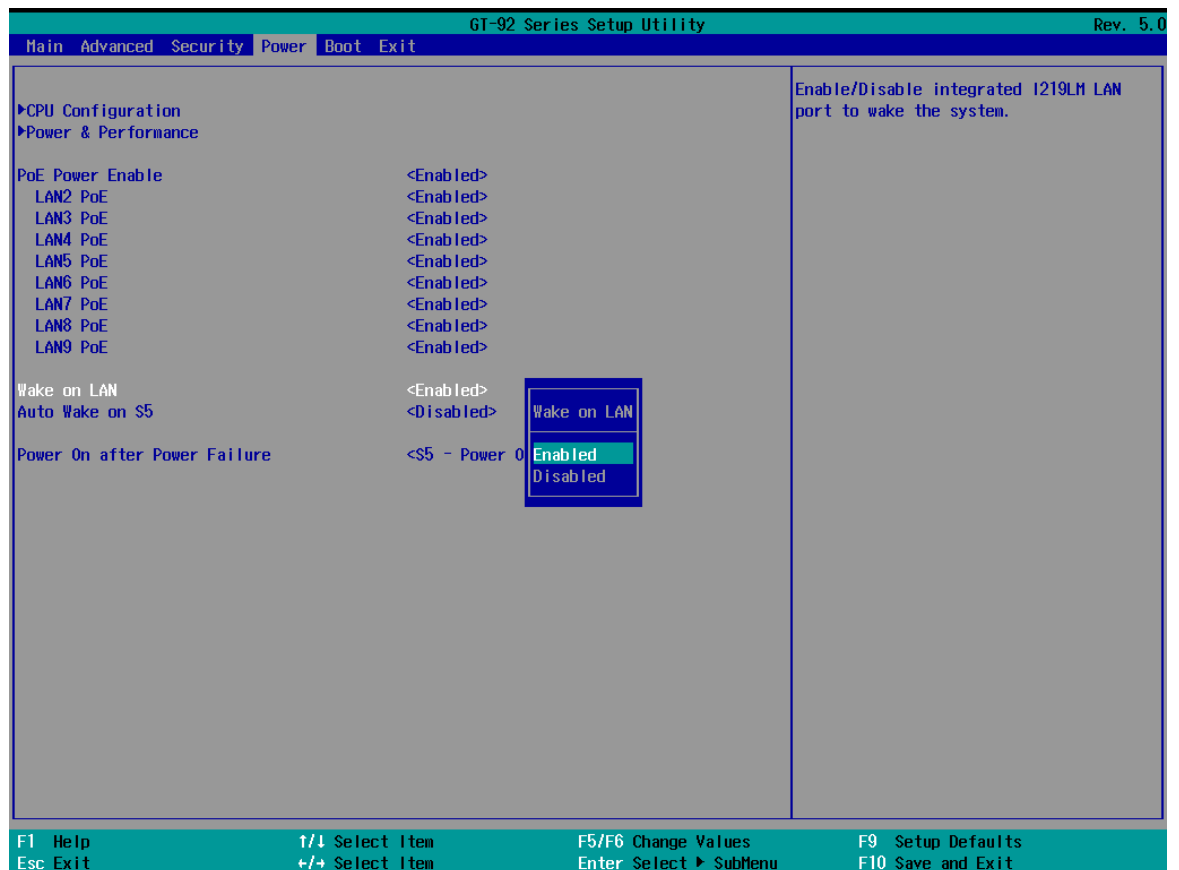 GT-92 Series Setup Utility Rev. 5.0
Main Advanced Security Power Boot Exit
Enable/Disable integrated I219LM LAN
port to wake the system.
▶CPU Configuration
▶Power & Performance
PoE Power Enable <Enabled>
LAN2 PoE <Enabled>
LAN3 PoE <Enabled>
LAN4 PoE <Enabled>
LAN5 PoE <Enabled>
LAN6 PoE <Enabled>
LAN7 PoE <Enabled>
LAN8 PoE <Enabled>
LAN9 PoE <Enabled>
Wake on LAN <Enabled>
Auto Wake on S5 <Disabled>
Power On after Power Failure <S5 - Power O
Wake on LAN
Enabled
Disabled
F1 Help ↑/↓ Select Item F5/F6 Change Values F9 Setup Defaults
Esc Exit ←/→ Select Item Enter Select ▶ SubMenu F10 Save and Exit